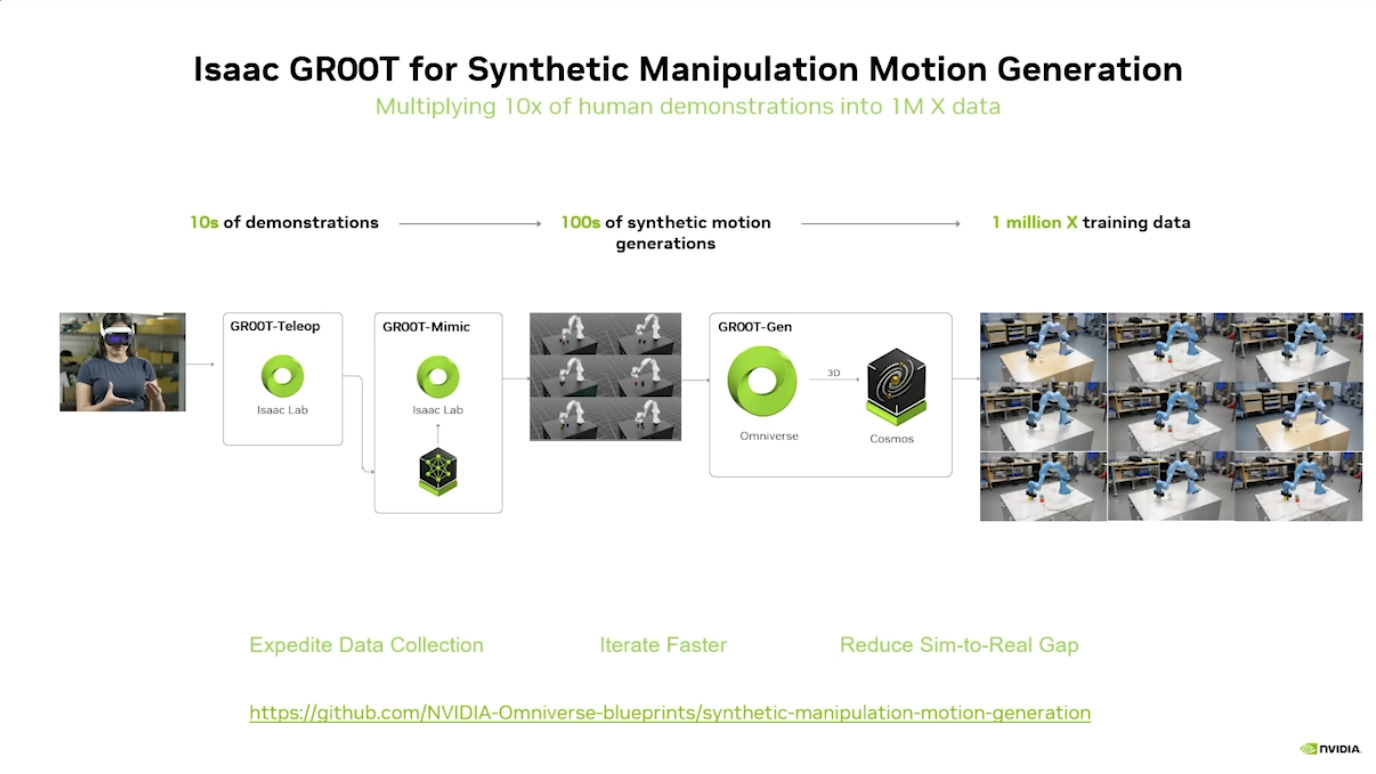 Isaac GR00T for Synthetic Manipulation Motion Generation
Multiplying 10x of human demonstrations into 1M X data
10s of demonstrations
100s of synthetic motion
generations
1 million X training data
GR00T-Teleop
Isaac Lab
GR00T-Mimic
Isaac Lab
GR00T-Gen
Omniverse
3D
Cosmos
Expedite Data Collection
Iterate Faster
Reduce Sim-to-Real Gap
https://github.com/NVIDIA-Omniverse-blueprints/synthetic-manipulation-motion-generation
NVIDIA.